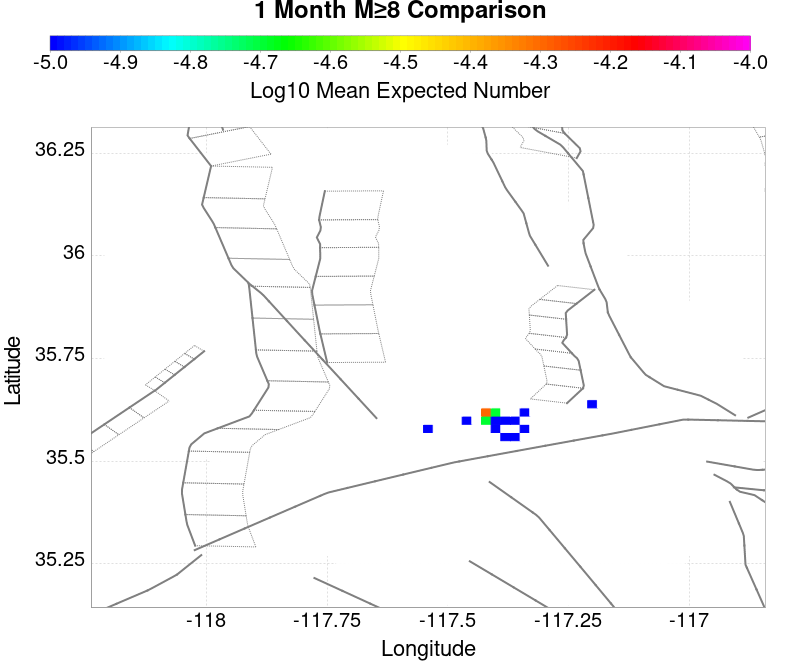 1 Month M≥8 Comparison
-5.0 -4.9 -4.8 -4.7 -4.6 -4.5 -4.4 -4.3 -4.2 -4.1 -4.0
Log10 Mean Expected Number
36.25
36
35.75
35.5
35.25
Latitude
-118 -117.75 -117.5 -117.25 -117
Longitude